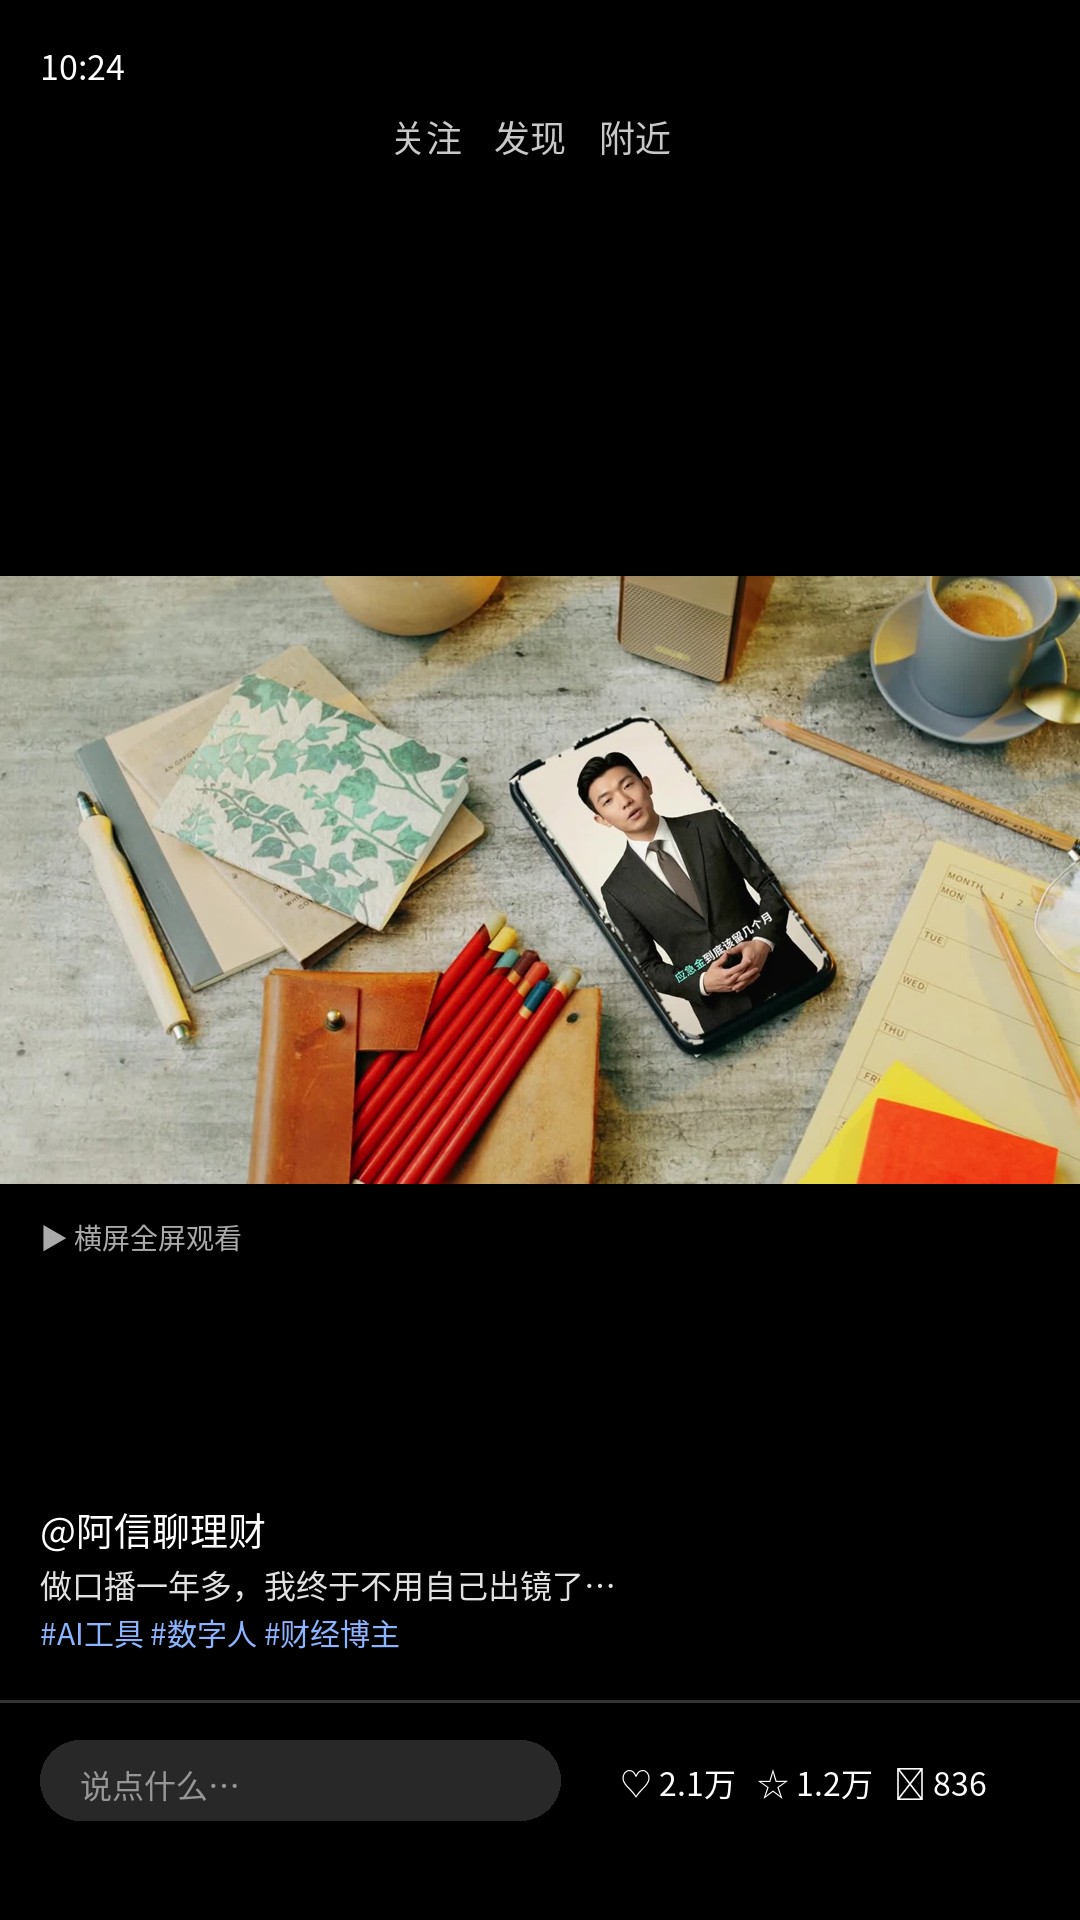 10:24
关注 发现 附近
MONTH 1 2
MON
TUE
WED
THU
应急金到底该留几个月
▶ 横屏全屏观看
@阿信聊理财
做口播一年多，我终于不用自己出镜了…
#AI工具 #数字人 #财经博主
说点什么…
♡ 2.1万 ☆ 1.2万 836